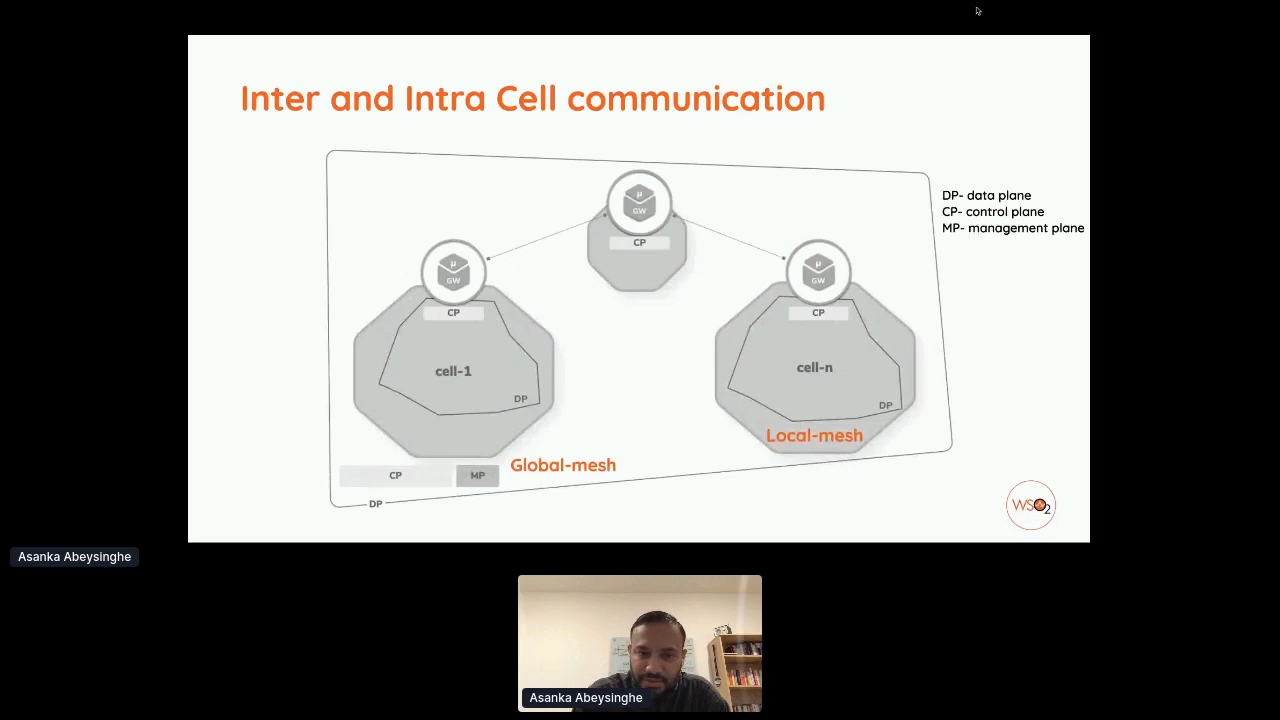 Inter and Intra Cell communication
DP- data plane
CP- control plane
MP- management plane
µ
GW
CP
µ
GW
CP
cell-1
DP
µ
GW
CP
cell-n
DP
Local-mesh
Global-mesh
CP
MP
DP
WSO2
Asanka Abeysinghe
Asanka Abeysinghe